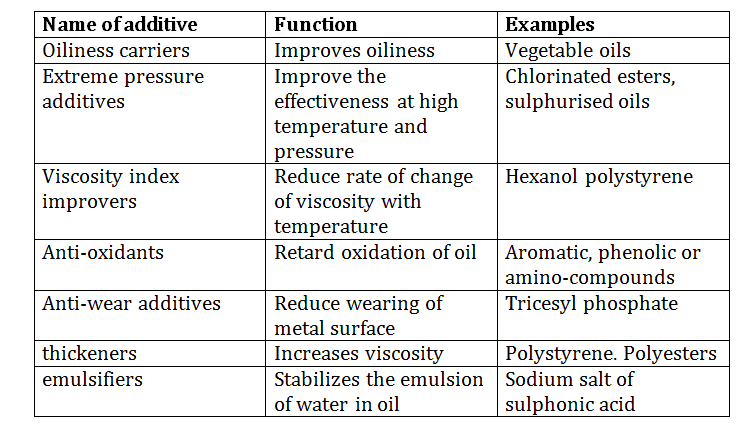 Name of additive Function Examples
Oiliness carriers Improves oiliness Vegetable oils
Extreme pressure Improve the Chlorinated esters,
additives effectiveness at high sulphurised oils
temperature and
pressure
Viscosity index Reduce rate of change Hexanol polystyrene
improvers of viscosity with
temperature
Anti-oxidants Retard oxidation of oil Aromatic, phenolic or
amino-compounds
Anti-wear additives Reduce wearing of Tricesyl phosphate
metal surface
thickeners Increases viscosity Polystyrene. Polyesters
emulsifiers Stabilizes the emulsion Sodium salt of
of water in oil sulphonic acid